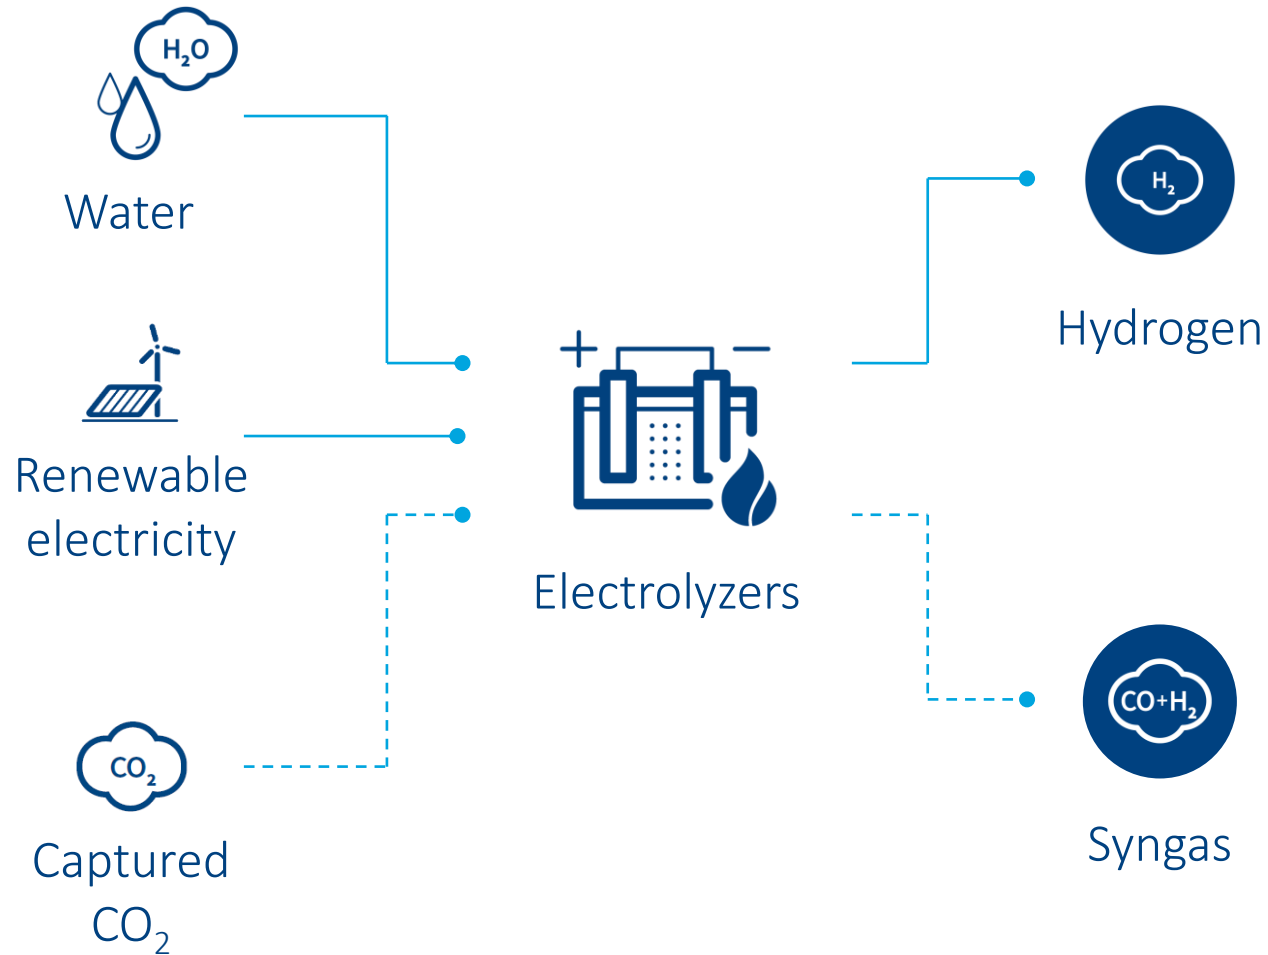 H₂O
Water
Renewable
electricity
CO₂
Captured
CO₂
+ −
Electrolyzers
H₂
Hydrogen
CO+H₂
Syngas